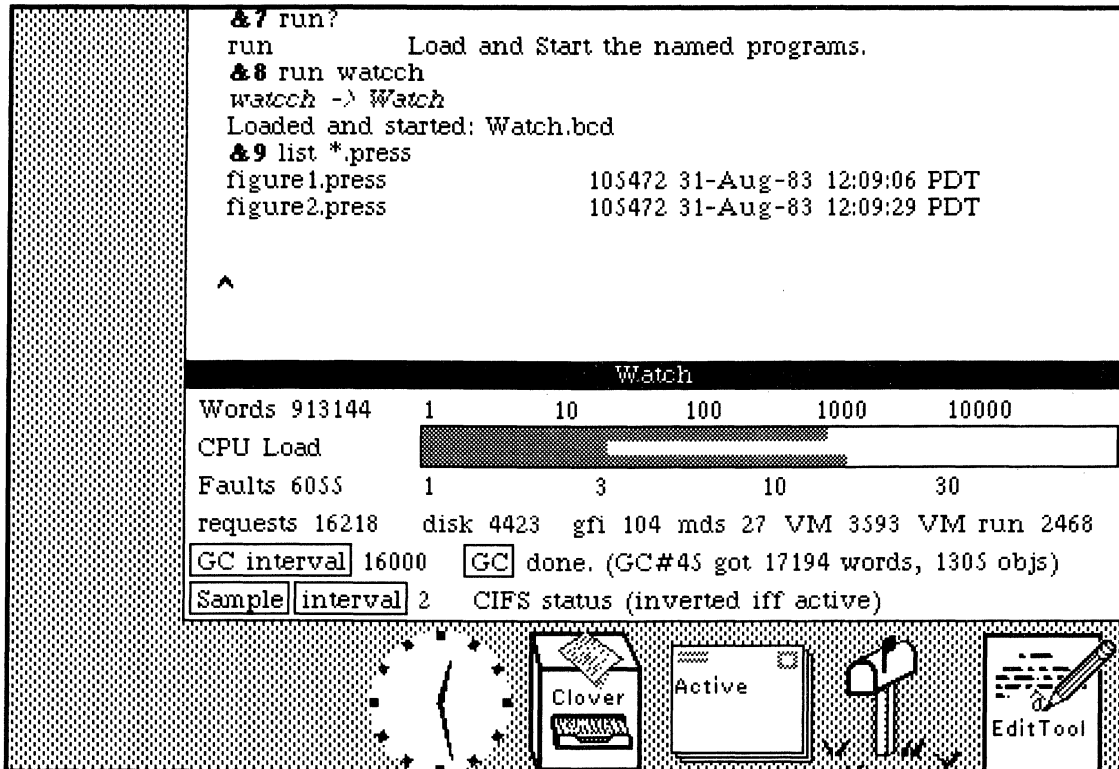 &7 run?
run Load and Start the named programs.
&8 run watcch
watcch -> Watch
Loaded and started: Watch.bcd
&9 list *.press
figure1.press 105472 31-Aug-83 12:09:06 PDT
figure2.press 105472 31-Aug-83 12:09:29 PDT
^
Watch
Words 913144 1 10 100 1000 10000
CPU Load
Faults 6055 1 3 10 30
requests 16218 disk 4423 gfi 104 mds 27 VM 3593 VM run 2468
GC interval 16000 GC done. (GC#45 got 17194 words, 1305 objs)
Sample interval 2 CIFS status (inverted iff active)
Clover
Active
EditTool